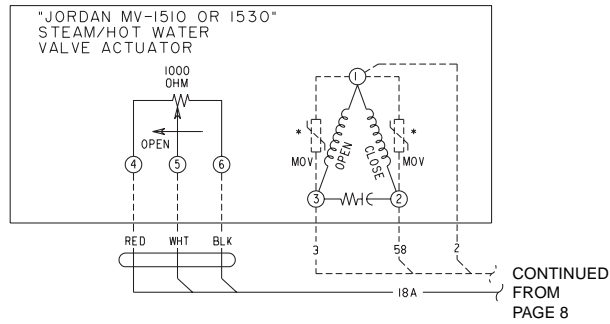 "JORDAN MV-1510 OR 1530"
STEAM/HOT WATER
VALVE ACTUATOR
1000
OHM
OPEN
4
5
6
1
*
MOV
OPEN
CLOSE
*
MOV
3
2
RED
WHT
BLK
3
58
2
18A
CONTINUED
FROM
PAGE 8